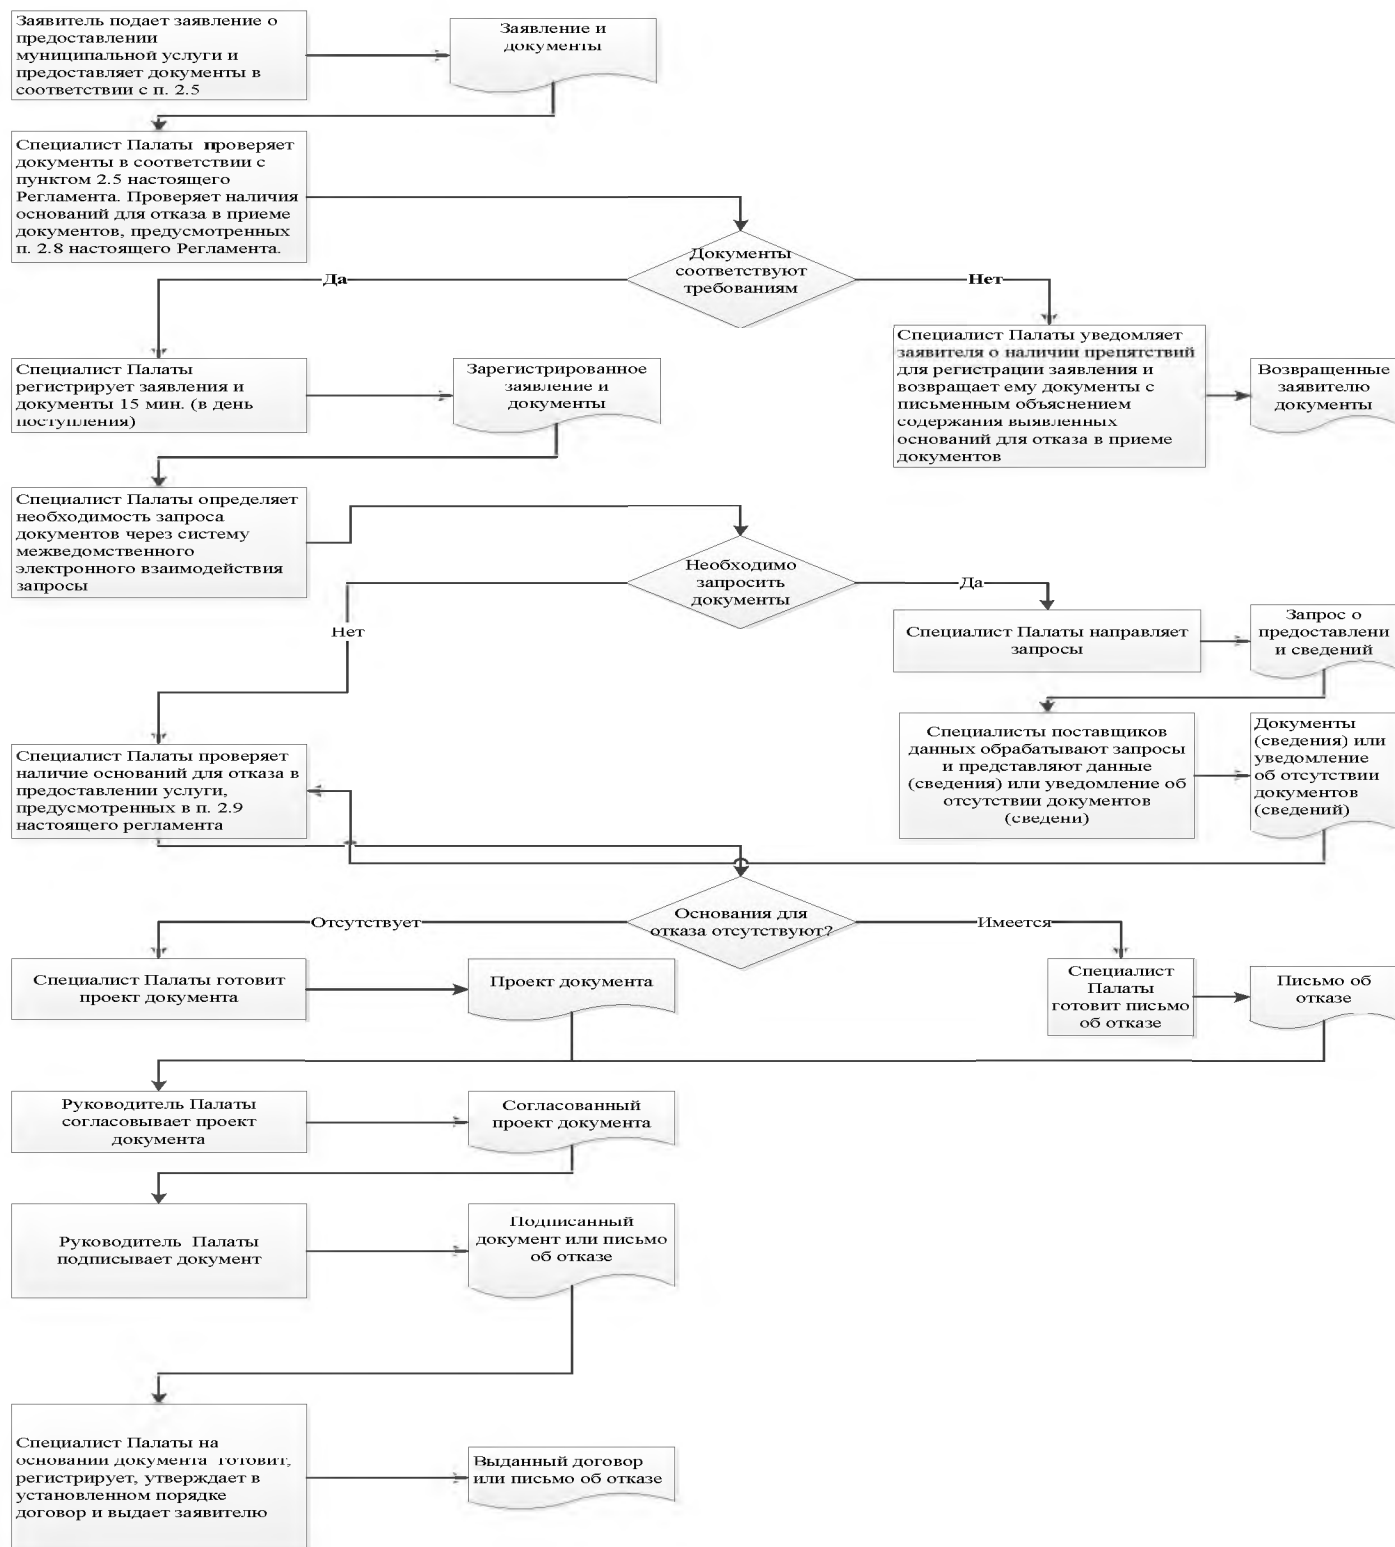 Заявитель подает заявление о
предоставлении
муниципальной услуги и
предоставляет документы в
соответствии с п. 2.5
Заявление и
документы
Специалист Палаты проверяет
документы в соответствии с
пунктом 2.5 настоящего
Регламента. Проверяет наличия
оснований для отказа в приеме
документов, предусмотренных
п. 2.8 настоящего Регламента.
Документы
соответствуют
требованиям
Да
Нет
Специалист Палаты уведомляет
заявителя о наличии препятствий
для регистрации заявления и
возвращает ему документы с
письменным объяснением
содержания выявленных
оснований для отказа в приеме
документов
Возвращенные
заявителю
документы
Специалист Палаты
регистрирует заявления и
документы 15 мин. (в день
поступления)
Зарегистрированное
заявление и
документы
Специалист Палаты определяет
необходимость запроса
документов через систему
межведомственного
электронного взаимодействия
запросы
Необходимо
запросить
документы
Да
Нет
Специалист Палаты направляет
запросы
Запрос о
предоставлени
и сведений
Специалисты поставщиков
данных обрабатывают запросы
и представляют данные
(сведения) или уведомление об
отсутствии документов
(сведени)
Документы
(сведения) или
уведомление
об отсутствии
документов
(сведений)
Специалист Палаты проверяет
наличие оснований для отказа в
предоставлении услуги,
предусмотренных в п. 2.9
настоящего регламента
Основания для
отказа отсутствуют?
Отсутствует
Имеется
Специалист Палаты готовит
проект документа
Проект документа
Специалист
Палаты
готовит письмо
об отказе
Письмо об
отказе
Руководитель Палаты
согласовывает проект
документа
Согласованный
проект документа
Руководитель Палаты
подписывает документ
Подписанный
документ или письмо
об отказе
Специалист Палаты на
основании документа готовит,
регистрирует, утверждает в
установленном порядке
договор и выдает заявителю
Выданный договор
или письмо об отказе